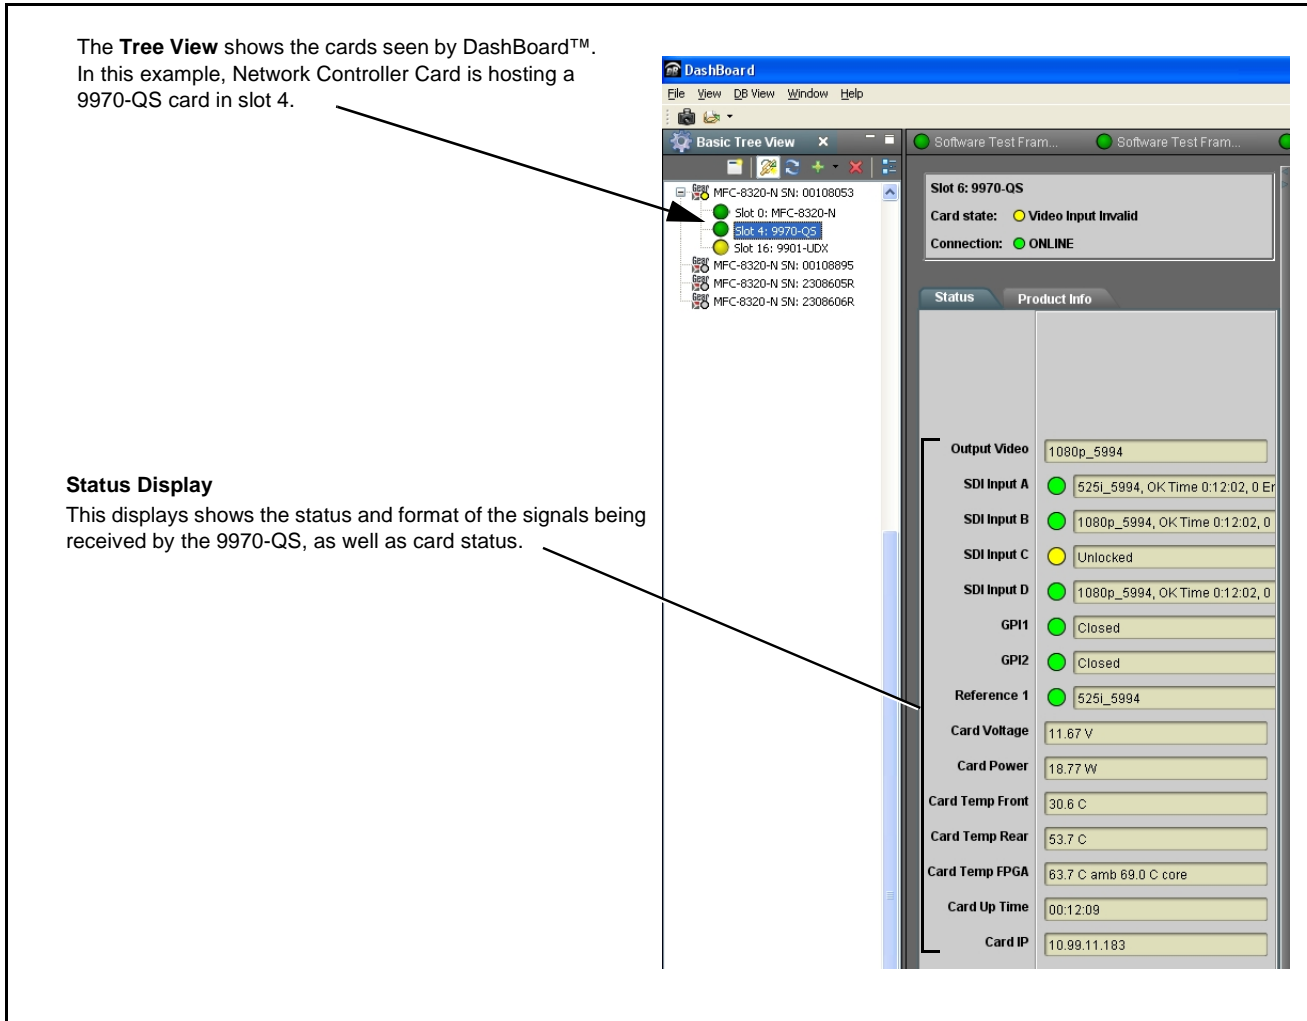 The Tree View shows the cards seen by DashBoard™.
In this example, Network Controller Card is hosting a
9970-QS card in slot 4.
DashBoard
File View DB View Window Help
Basic Tree View
MFC-8320-N SN: 00108053
Slot 0: MFC-8320-N
Slot 4: 9970-QS
Slot 16: 9901-UDX
MFC-8320-N SN: 00108895
MFC-8320-N SN: 2308605R
MFC-8320-N SN: 2308606R
Software Test Fram... Software Test Fram...
Slot 6: 9970-QS
Card state: Video Input Invalid
Connection: ONLINE
Status Product Info
Status Display
This displays shows the status and format of the signals being
received by the 9970-QS, as well as card status.
Output Video 1080p_5994
SDI Input A 525i_5994, OK Time 0:12:02, 0 Er
SDI Input B 1080p_5994, OK Time 0:12:02, 0
SDI Input C Unlocked
SDI Input D 1080p_5994, OK Time 0:12:02, 0
GPI1 Closed
GPI2 Closed
Reference 1 525i_5994
Card Voltage 11.67 V
Card Power 18.77 W
Card Temp Front 30.6 C
Card Temp Rear 53.7 C
Card Temp FPGA 63.7 C amb 69.0 C core
Card Up Time 00:12:09
Card IP 10.99.11.183